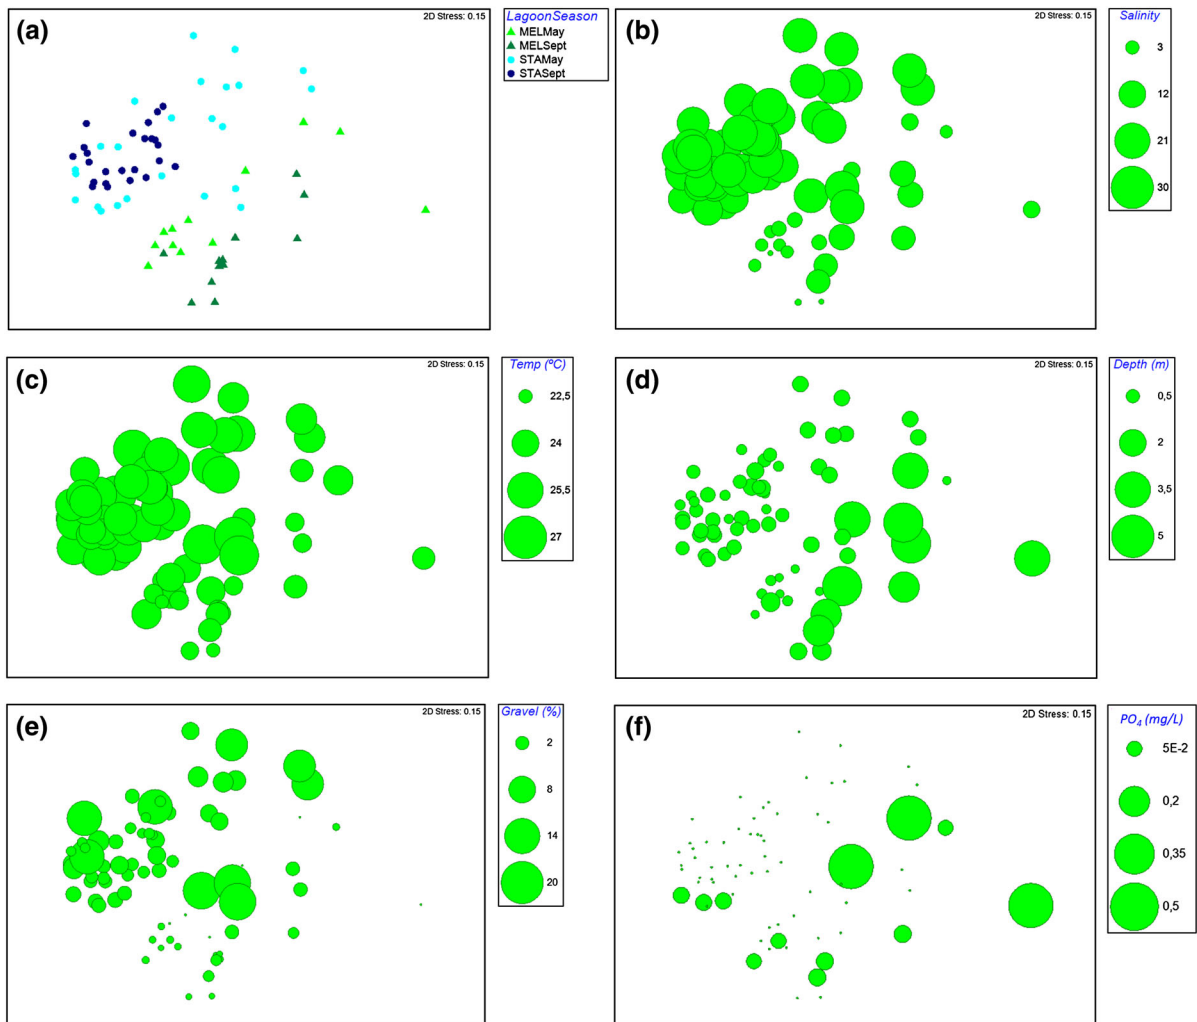 (a)
2D Stress: 0.15
LagoonSeason
MELMay
MELSept
STAMay
STASept
(b)
2D Stress: 0.15
Salinity
3
12
21
30
(c)
2D Stress: 0.15
Temp (ºC)
22,5
24
25,5
27
(d)
2D Stress: 0.15
Depth (m)
0,5
2
3,5
5
(e)
2D Stress: 0.15
Gravel (%)
2
8
14
20
(f)
2D Stress: 0.15
PO₄ (mg/L)
5E-2
0,2
0,35
0,5